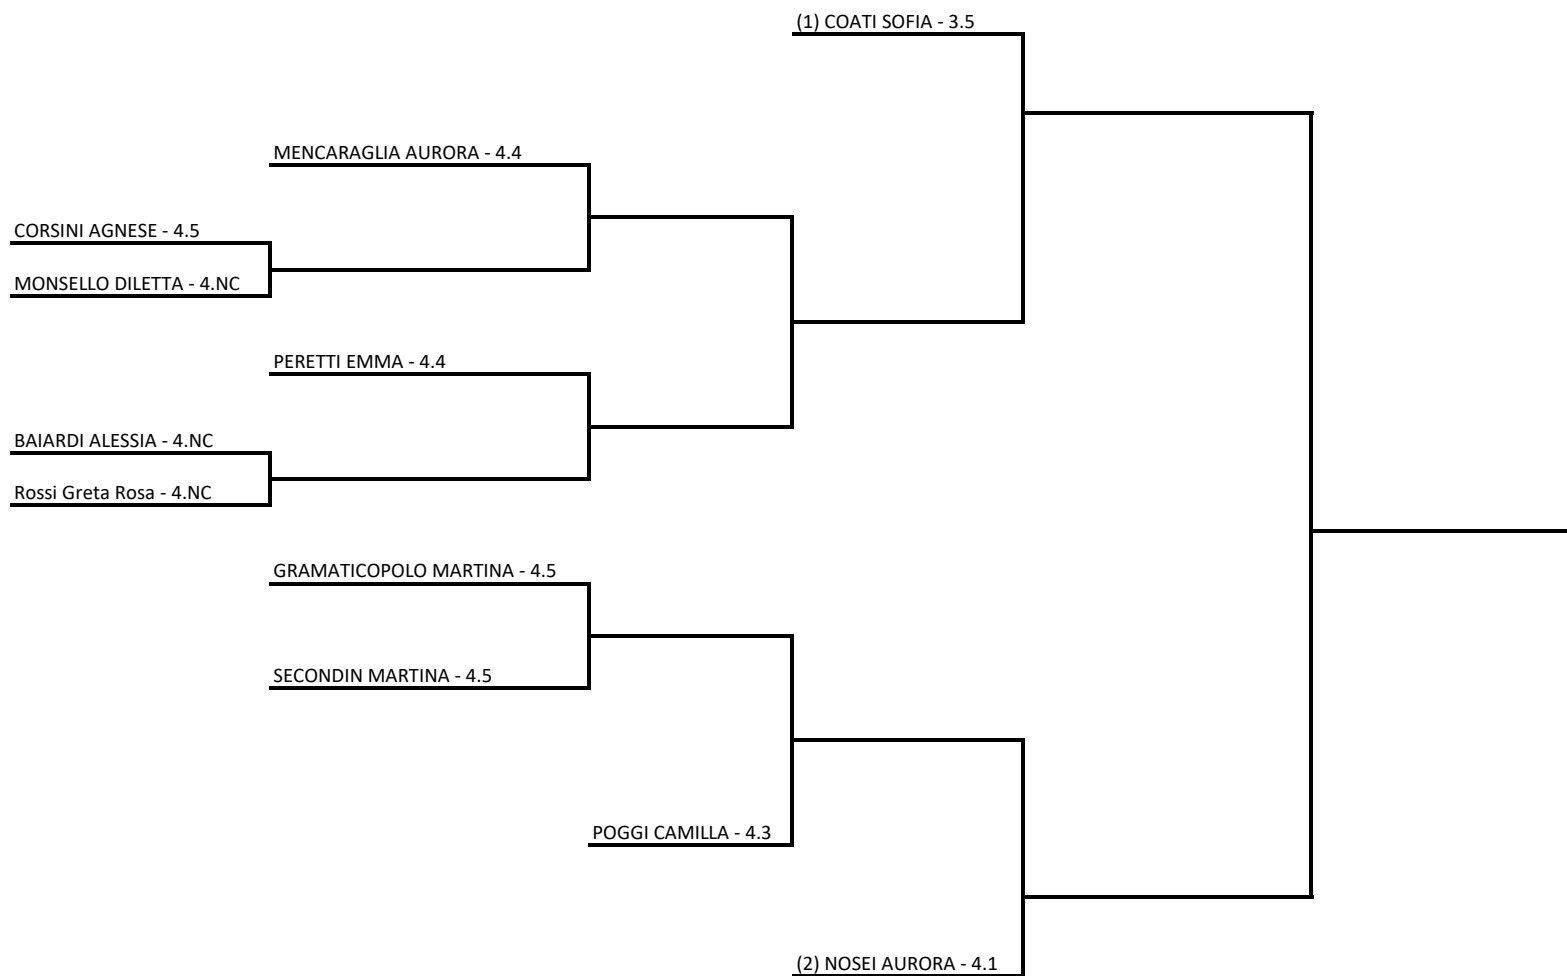 (1) COATI SOFIA - 3.5
MENCARAGLIA AURORA - 4.4
CORSINI AGNESE - 4.5
MONSELLO DILETTA - 4.NC
PERETTI EMMA - 4.4
BAIARDI ALESSIA - 4.NC
Rossi Greta Rosa - 4.NC
GRAMATICOPOLO MARTINA - 4.5
SECONDIN MARTINA - 4.5
POGGI CAMILLA - 4.3
(2) NOSEI AURORA - 4.1